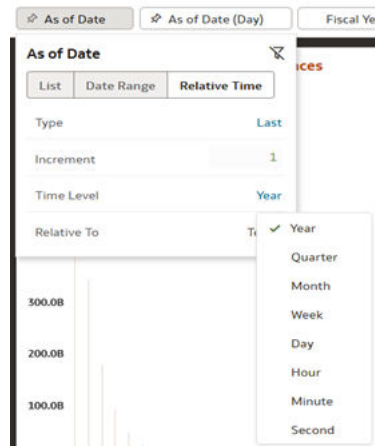 As of Date
As of Date (Day)
Fiscal Ye
As of Date
ces
List
Date Range
Relative Time
Type
Last
Increment
1
Time Level
Year
Relative To
Year
Quarter
Month
Week
Day
Hour
Minute
Second
300.0B
200.0B
100.0B